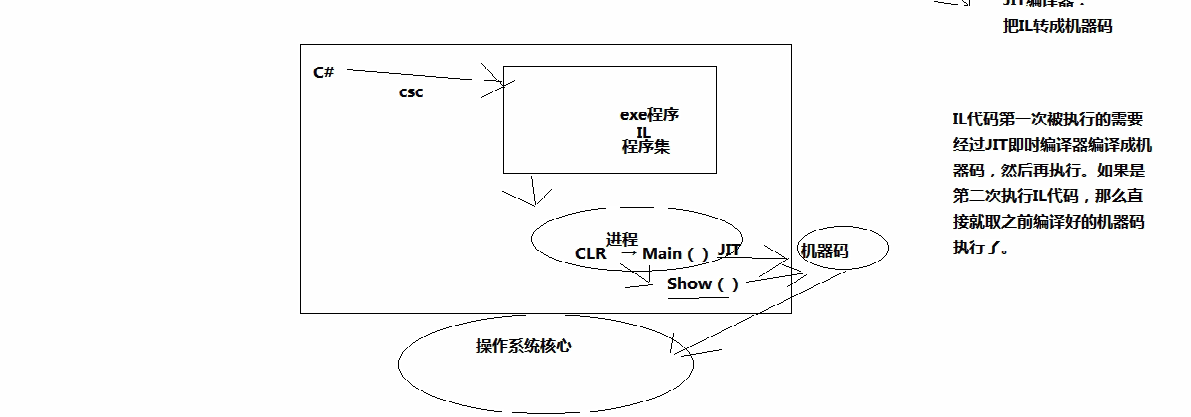 JIT编译器：
把IL转成机器码
C#
csc
exe程序
IL
程序集
IL代码第一次被执行的需要
经过JIT即时编译器编译成机
器码，然后再执行。如果是
第二次执行IL代码，那么直
接就取之前编译好的机器码
执行了。
进程
CLR → Main（） JIT
机器码
Show（）
操作系统核心